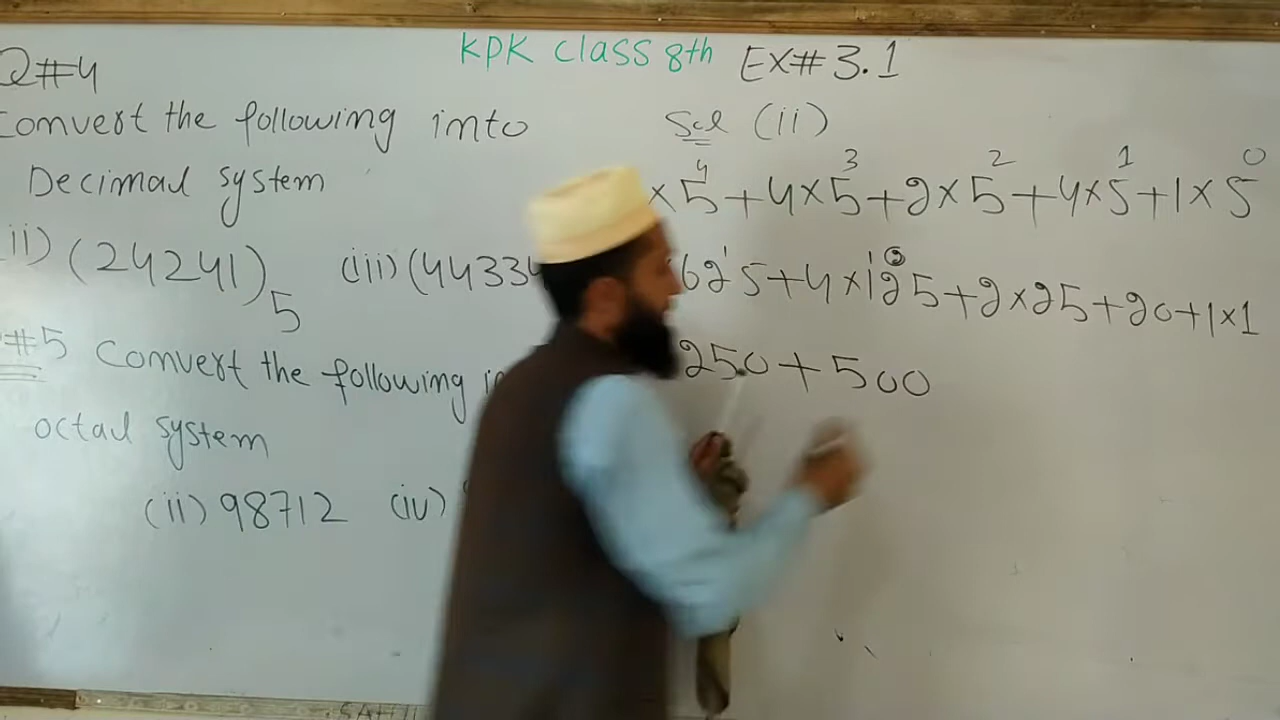 KPK Class 8th EX# 3.1
Q#4
Convert the following into
Decimal system
ii) (24241)5 (iii) (44334
#5 Convert the following
octal system
(ii) 98712 (iv)
Sol (ii)
×5⁴+4×5³+2×5²+4×5¹+1×5⁰
625+4×125+2×25+20+1×1
250+500